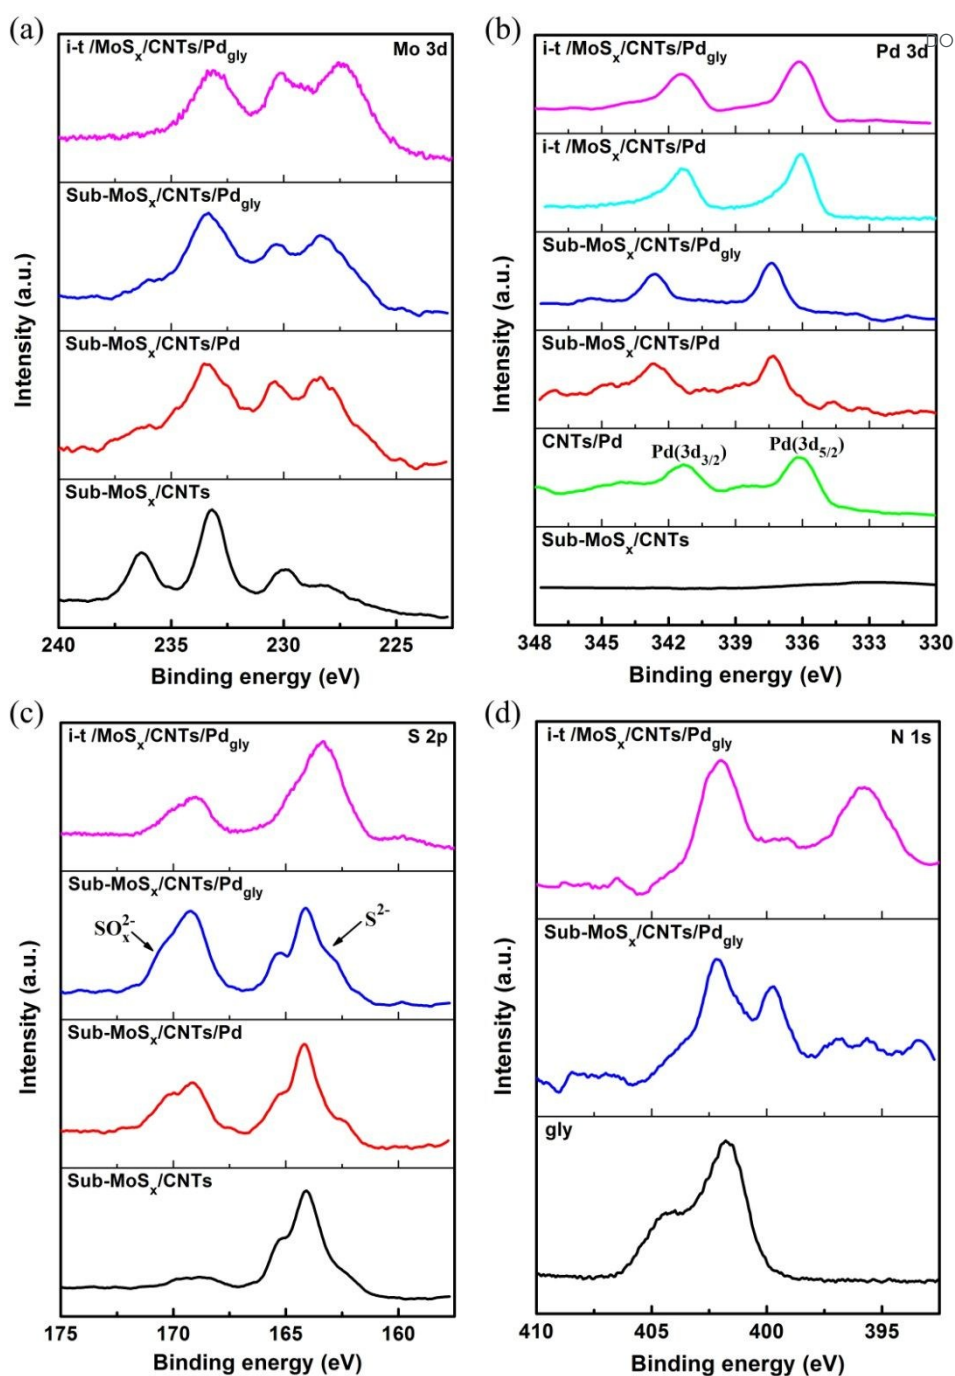 (a)
i-t /MoSx/CNTs/Pdgly Mo 3d
Sub-MoSx/CNTs/Pdgly
Sub-MoSx/CNTs/Pd
Sub-MoSx/CNTs
Intensity (a.u.)
240 235 230 225
Binding energy (eV)
(b)
i-t /MoSx/CNTs/Pdgly Pd 3d
i-t /MoSx/CNTs/Pd
Sub-MoSx/CNTs/Pdgly
Sub-MoSx/CNTs/Pd
CNTs/Pd
Pd(3d3/2) Pd(3d5/2)
Sub-MoSx/CNTs
Intensity (a.u.)
348 345 342 339 336 333 330
Binding energy (eV)
(c)
i-t /MoSx/CNTs/Pdgly S 2p
Sub-MoSx/CNTs/Pdgly
SOx2- S2-
Sub-MoSx/CNTs/Pd
Sub-MoSx/CNTs
Intensity (a.u.)
175 170 165 160
Binding energy (eV)
(d)
i-t /MoSx/CNTs/Pdgly N 1s
Sub-MoSx/CNTs/Pdgly
gly
Intensity (a.u.)
410 405 400 395
Binding energy (eV)